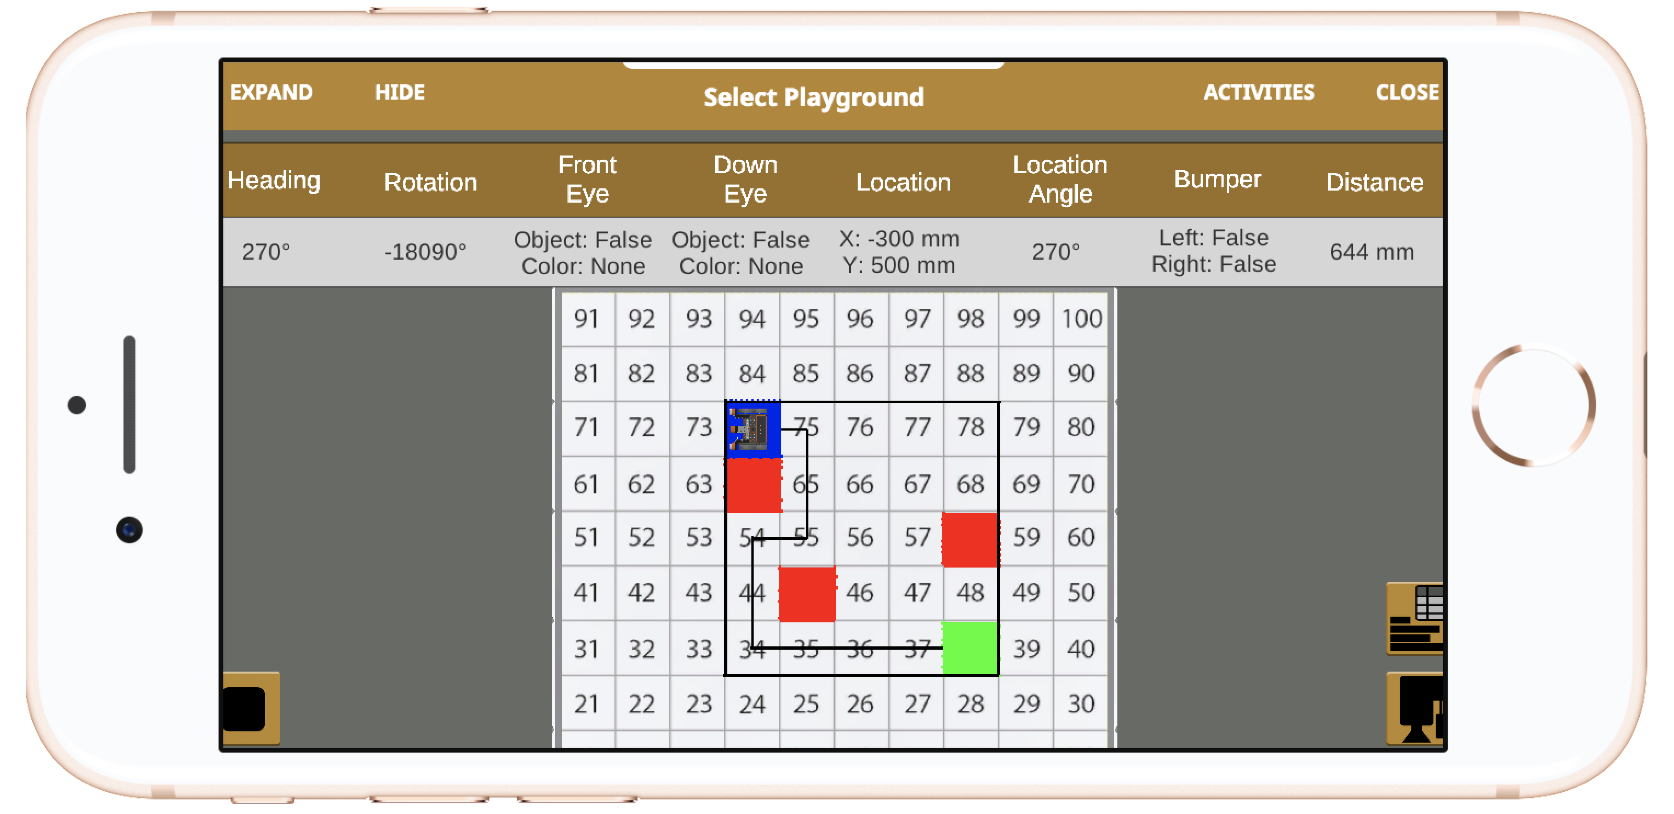 EXPAND HIDE Select Playground ACTIVITIES CLOSE
Heading Rotation Front Eye Down Eye Location Location Angle Bumper Distance
270° -18090° Object: False Object: False X: -300 mm 270° Left: False 644 mm
Color: None Color: None Y: 500 mm Right: False
91 92 93 94 95 96 97 98 99 100
81 82 83 84 85 86 87 88 89 90
71 72 73 75 76 77 78 79 80
61 62 63 65 66 67 68 69 70
51 52 53 54 55 56 57 59 60
41 42 43 44 46 47 48 49 50
31 32 33 34 35 36 37 39 40
21 22 23 24 25 26 27 28 29 30